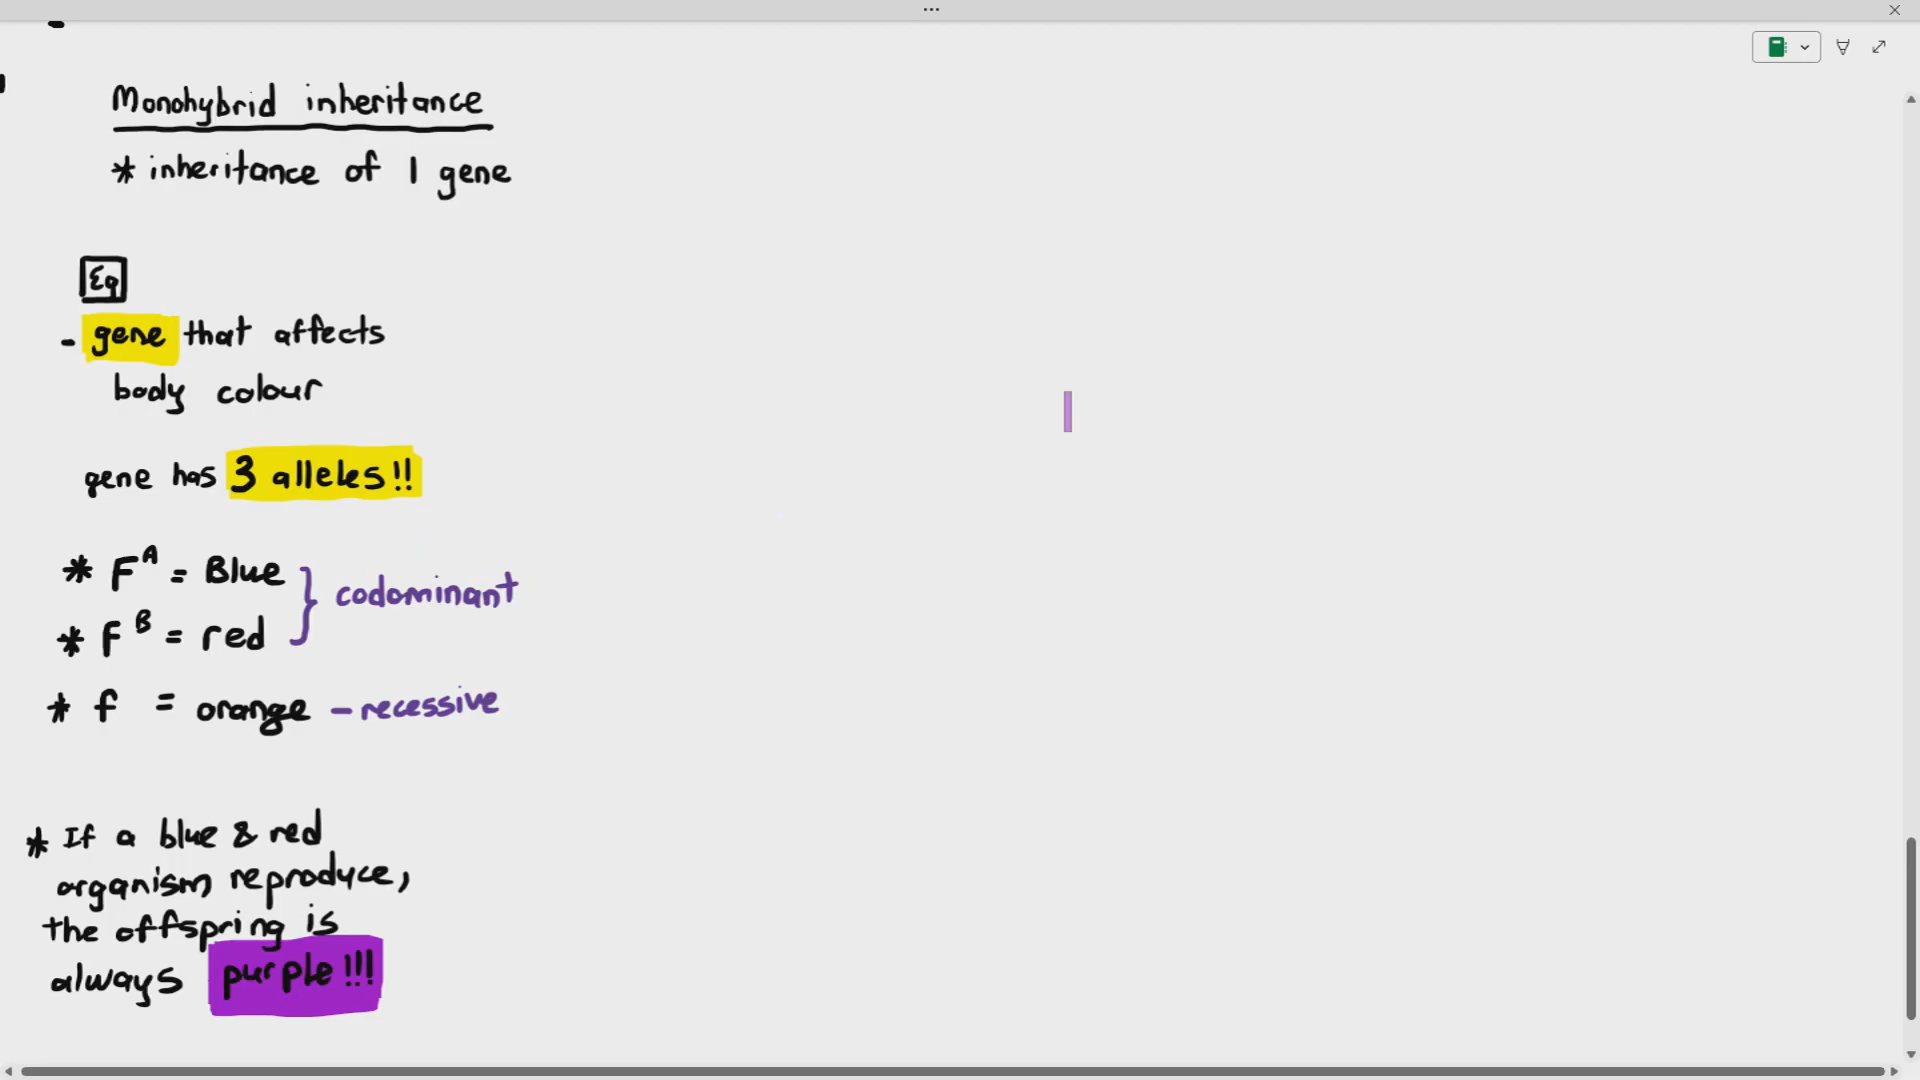 Monohybrid inheritance
* inheritance of 1 gene
Eg
- gene that affects
body colour
gene has 3 alleles!!
* F^A = Blue
* F^B = red
} codominant
* f = orange - recessive
* If a blue & red
organism reproduce,
the offspring is
always purple!!!